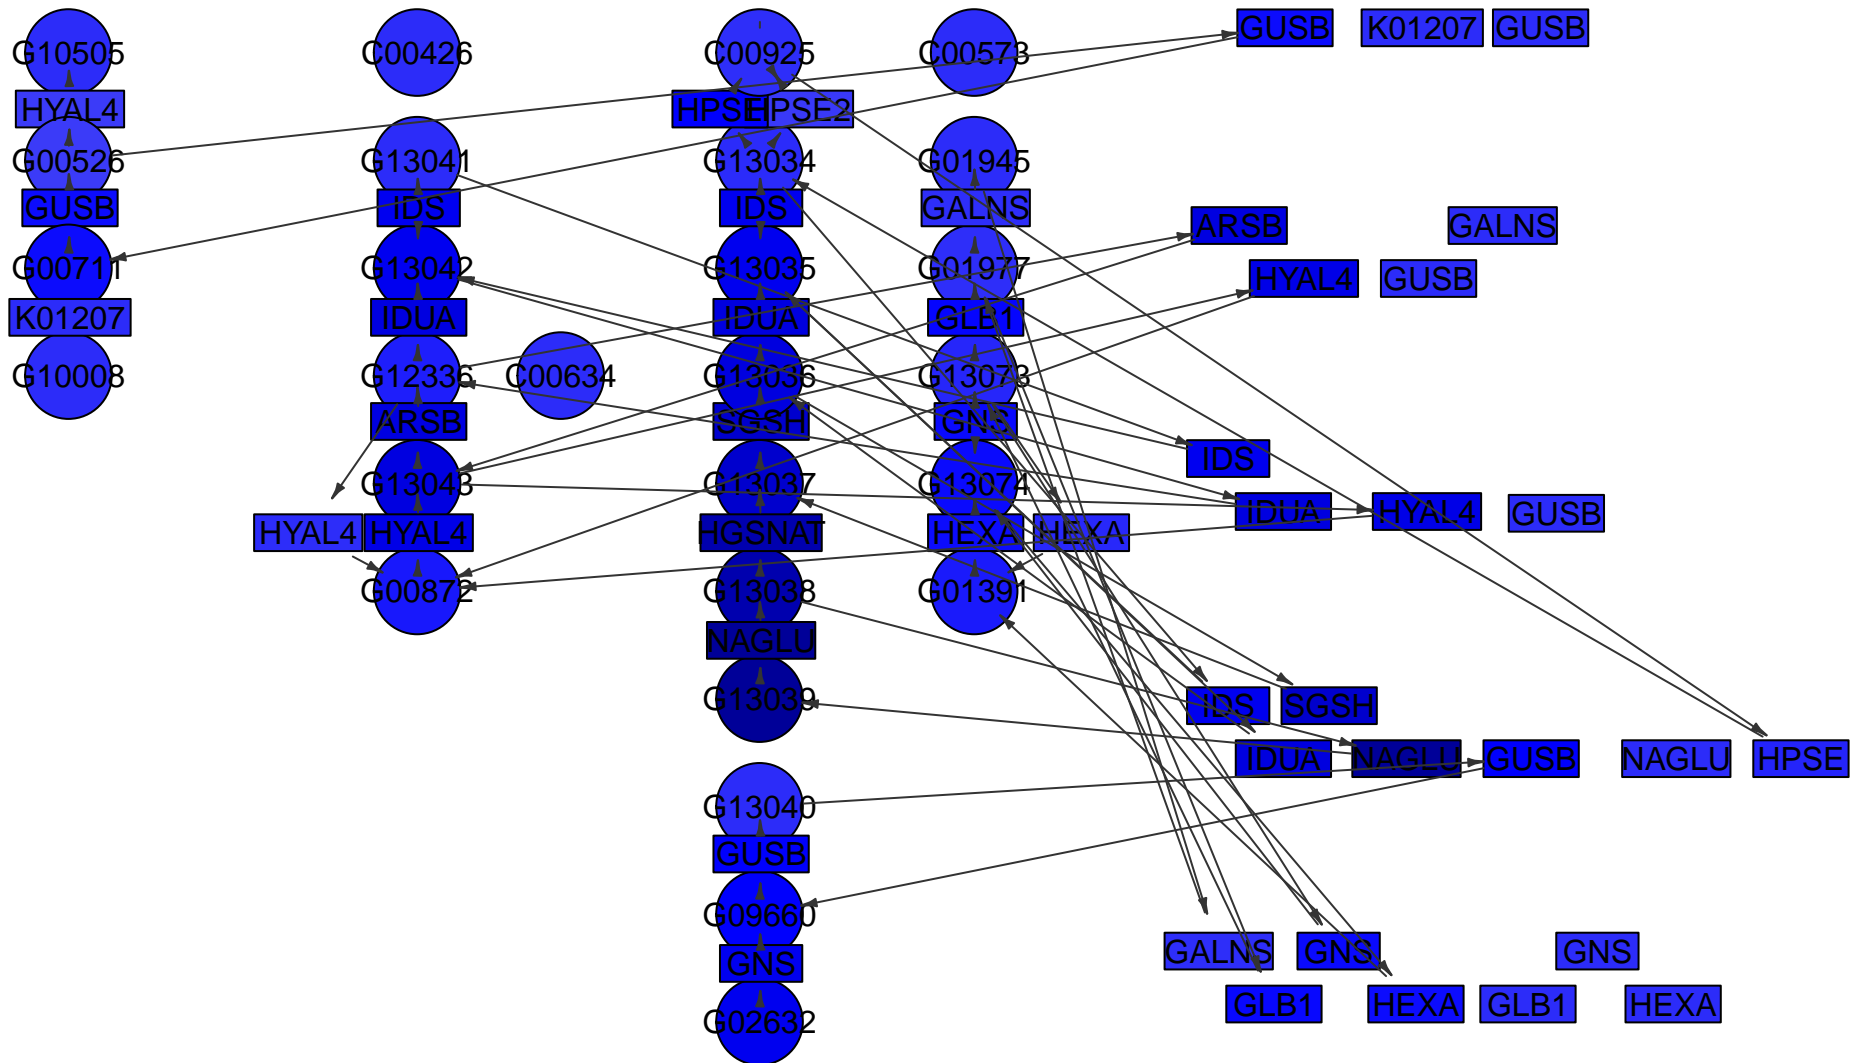 G10505
C00426
C00925
C00573
GUSB
K01207
GUSB
HYAL4
HPSE
HPSE2
G00526
G13041
G13034
G01945
GUSB
IDS
IDS
GALNS
ARSB
GALNS
G00711
G13042
G13035
G01977
HYAL4
GUSB
K01207
IDUA
IDUA
GLB1
G10008
G12336
C00634
G13036
G13073
ARSB
SGSH
GNS
IDS
G13043
G13037
G13074
IDUA
HYAL4
GUSB
HYAL4
HYAL4
HGSNAT
HEXA
HEXA
G00872
G13038
G01391
NAGLU
G13039
IDS
SGSH
IDUA
NAGLU
GUSB
NAGLU
HPSE
G13040
GUSB
G09660
GALNS
GNS
GNS
GNS
G02632
GLB1
HEXA
GLB1
HEXA